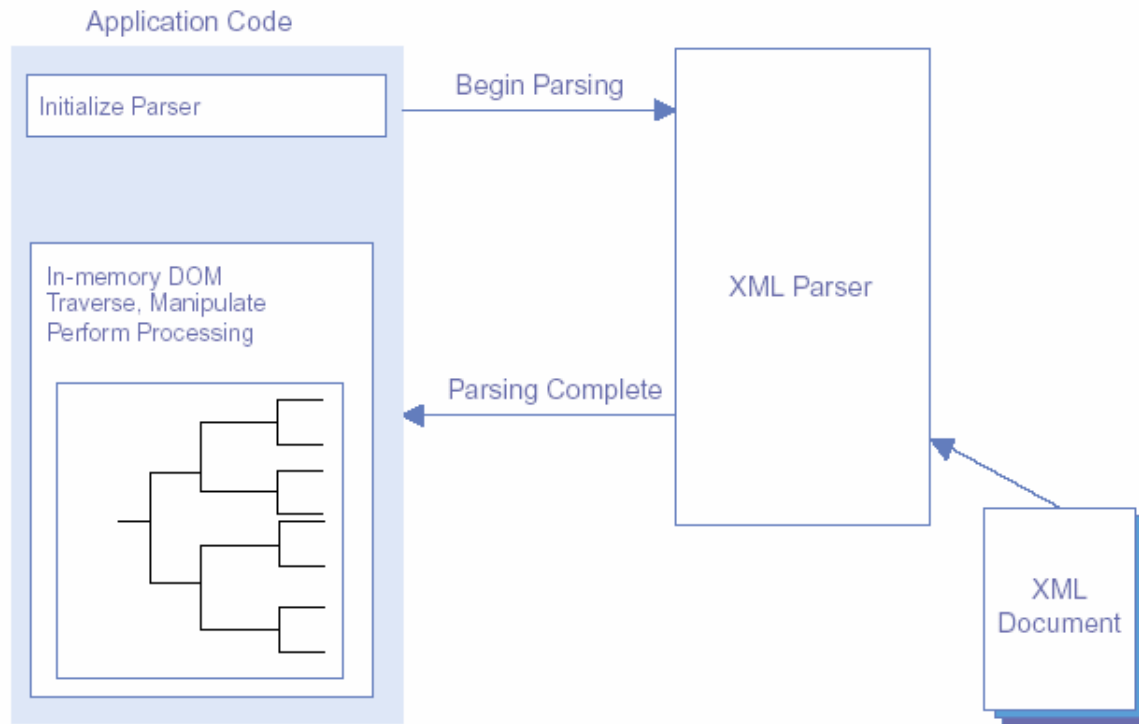 Application Code
Initialize Parser
Begin Parsing
In-memory DOM
Traverse, Manipulate
Perform Processing
XML Parser
Parsing Complete
XML
Document